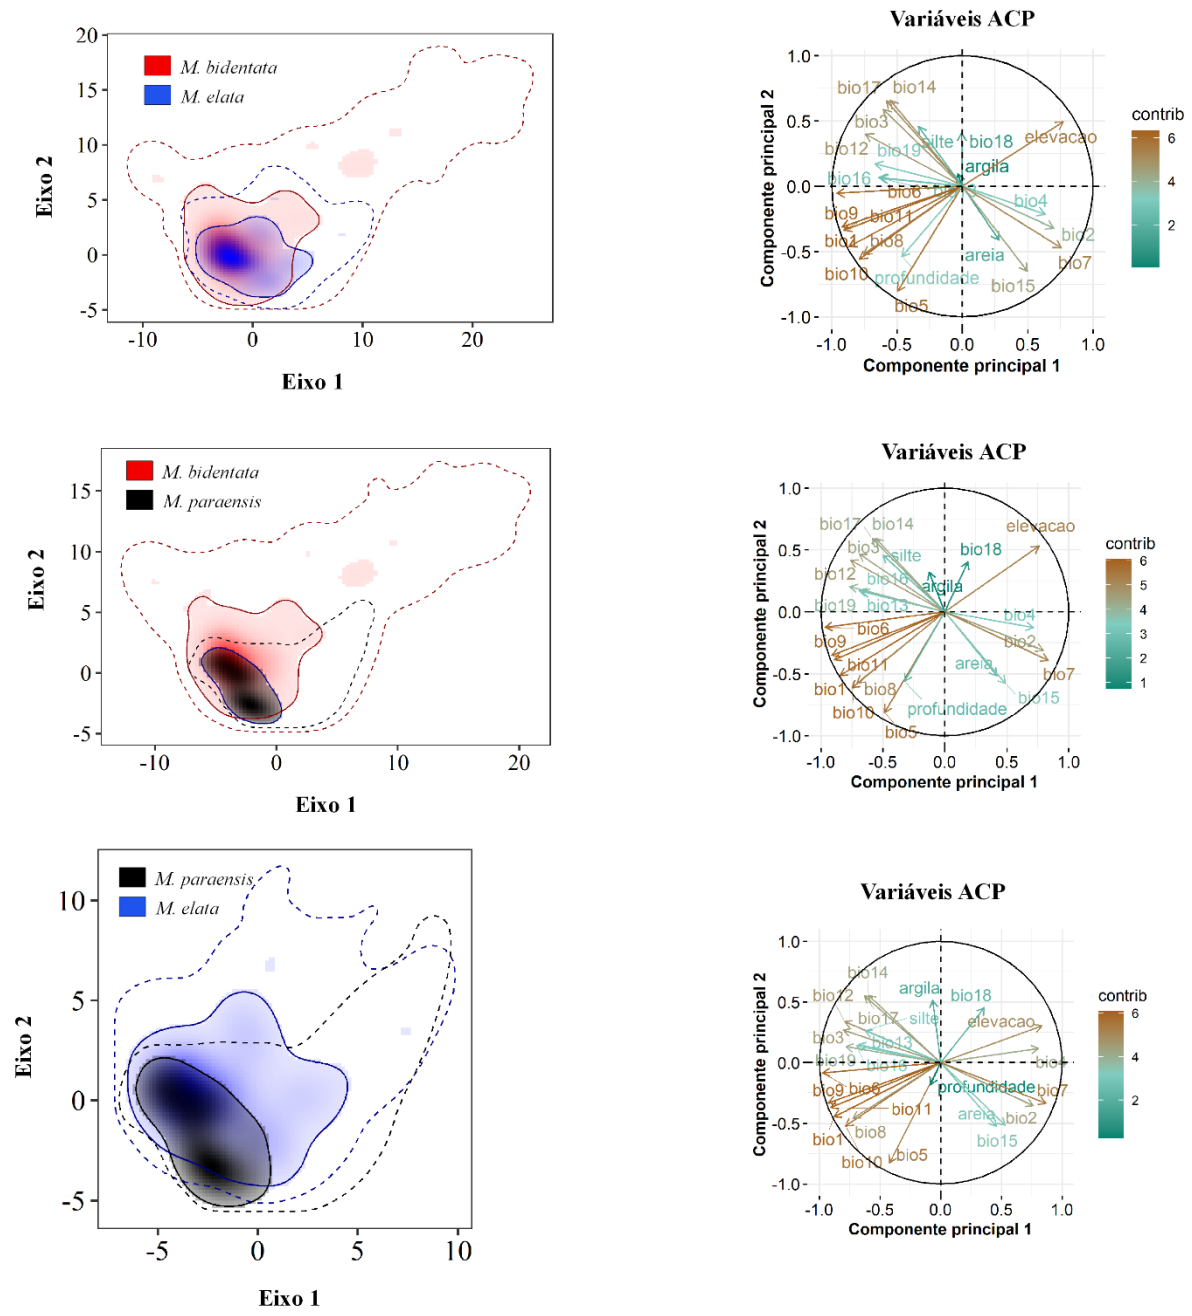 Variáveis ACP
20
15
10
5
0
-5
Eixo 2
M. bidentata
M. elata
-10
0
10
20
Eixo 1
1.0
0.5
0.0
-0.5
-1.0
Componente principal 2
bio17
bio14
bio3
silte
bio18
elevacao
bio12
bio19
argila
bio16
bio6
bio4
bio9
bio11
bio2
bio1
bio8
areia
bio7
bio10
profundidade
bio15
bio5
-1.0
-0.5
0.0
0.5
1.0
Componente principal 1
contrib
6
4
2
Variáveis ACP
15
10
5
0
-5
Eixo 2
M. bidentata
M. paraensis
-10
0
10
20
Eixo 1
1.0
0.5
0.0
-0.5
-1.0
Componente principal 2
bio17
bio14
elevacao
bio3
silte
bio18
bio12
bio16
argila
bio19
bio13
bio4
bio6
bio9
bio2
bio11
areia
bio7
bio1
bio8
bio15
bio10
profundidade
bio5
-1.0
-0.5
0.0
0.5
1.0
Componente principal 1
contrib
6
5
4
3
2
1
Variáveis ACP
10
5
0
-5
Eixo 2
M. paraensis
M. elata
-5
0
5
10
Eixo 1
1.0
0.5
0.0
-0.5
-1.0
Componente principal 2
bio14
bio12
argila
bio18
bio17
silte
elevacao
bio3
bio13
bio19
bio16
bio4
bio9
bio6
profundidade
bio7
bio11
areia
bio2
bio1
bio8
bio15
bio10
bio5
-1.0
-0.5
0.0
0.5
1.0
Componente principal 1
contrib
6
4
2